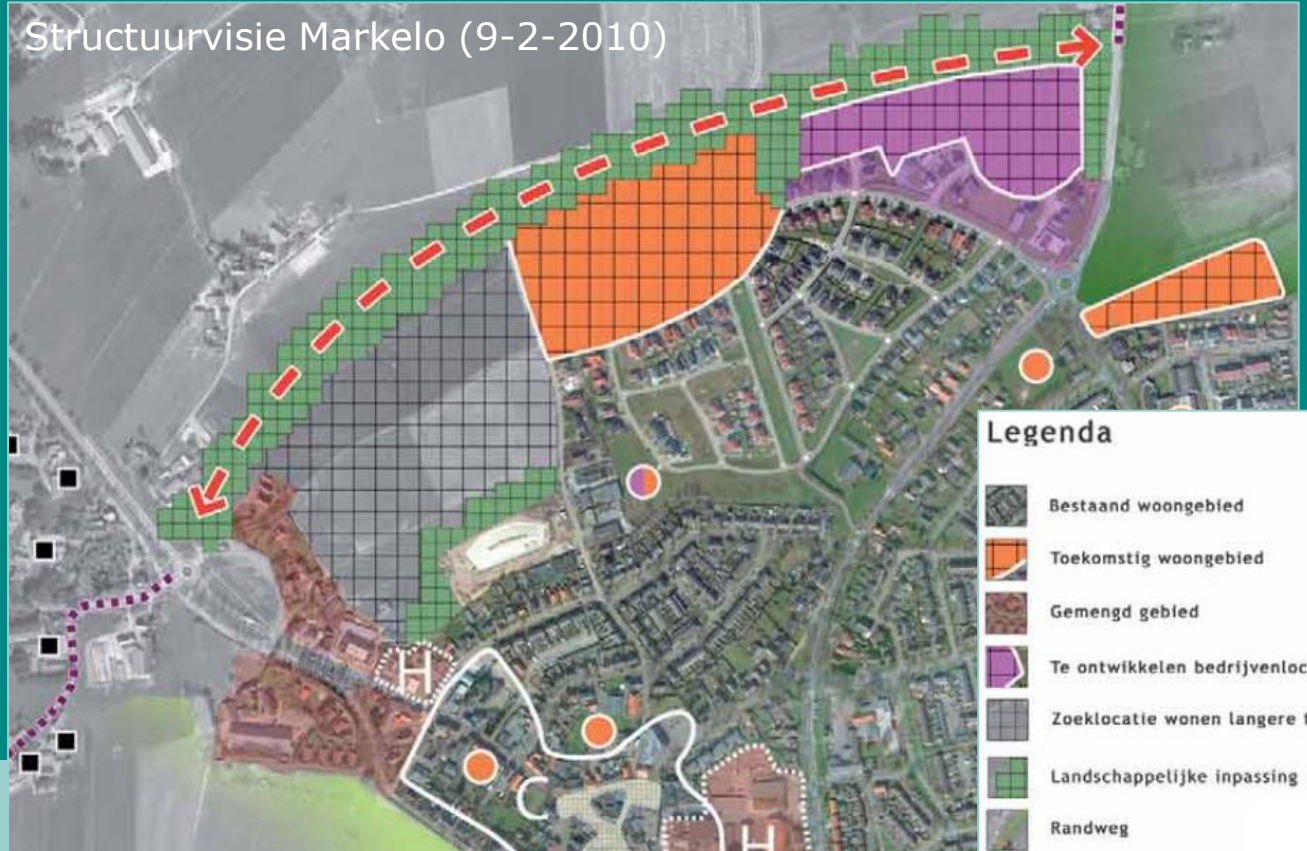 Structuurvisie Markelo (9-2-2010)
H
C
H
Legenda
Bestaand woongebied
Toekomstig woongebied
Gemengd gebied
Te ontwikkelen bedrijvenloc
Zoeklocatie wonen langere t
Landschappelijke inpassing
Randweg